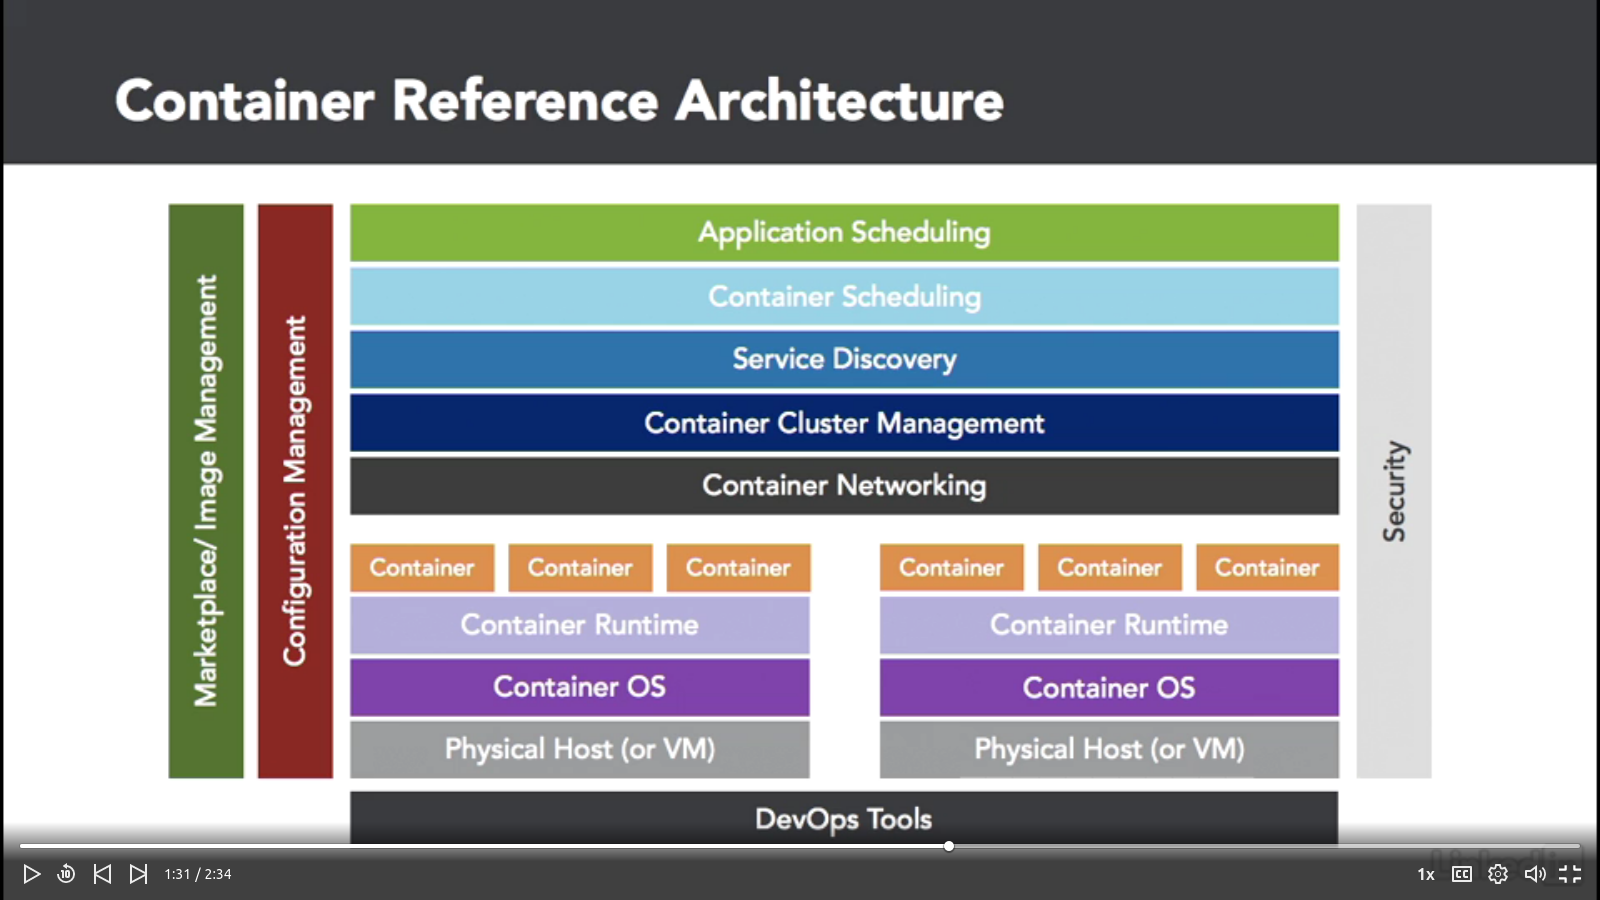 Container Reference Architecture
Marketplace/ Image Management
Configuration Management
Application Scheduling
Container Scheduling
Service Discovery
Container Cluster Management
Container Networking
Container Container Container Container Container Container
Container Runtime Container Runtime
Container OS Container OS
Physical Host (or VM) Physical Host (or VM)
Security
DevOps Tools
LinkedIn
10 1:31 / 2:34 1x CC